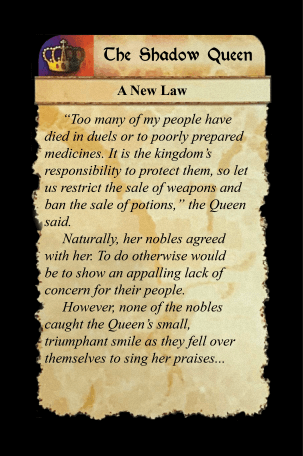 The Shadow Queen
A New Law
“Too many of my people have
died in duels or to poorly prepared
medicines. It is the kingdom’s
responsibility to protect them, so let
us restrict the sale of weapons and
ban the sale of potions,” the Queen
said.
Naturally, her nobles agreed
with her. To do otherwise would
be to show an appalling lack of
concern for their people.
However, none of the nobles
caught the Queen’s small,
triumphant smile as they fell over
themselves to sing her praises...